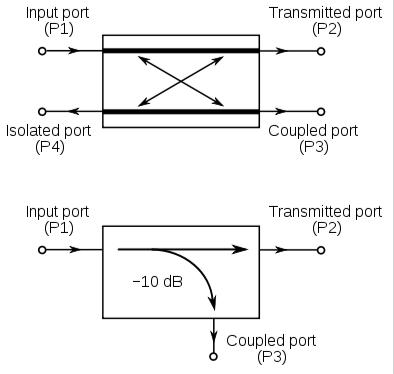 Input port
(P1)
Transmitted port
(P2)
Isolated port
(P4)
Coupled port
(P3)
Input port
(P1)
Transmitted port
(P2)
−10 dB
Coupled port
(P3)